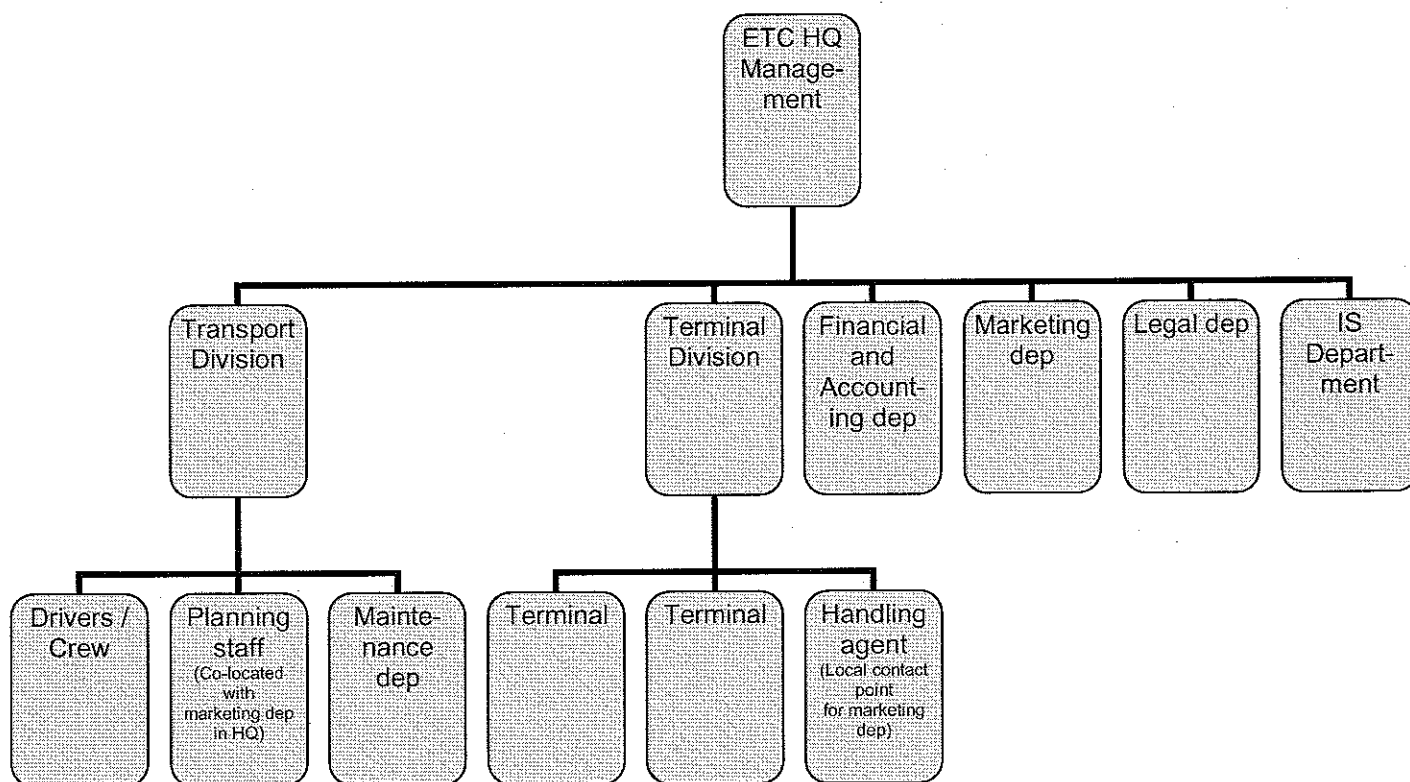 ETC HQ
Manage-
ment
Transport
Division
Terminal
Division
Financial
and
Account-
ing dep
Marketing
dep
Legal dep
IS
Depart-
ment
Drivers /
Crew
Planning
staff
(Co-located
with
marketing dep
in HQ)
Mainte-
nance
dep
Terminal
Terminal
Handling
agent
(Local contact
point
for marketing
dep)